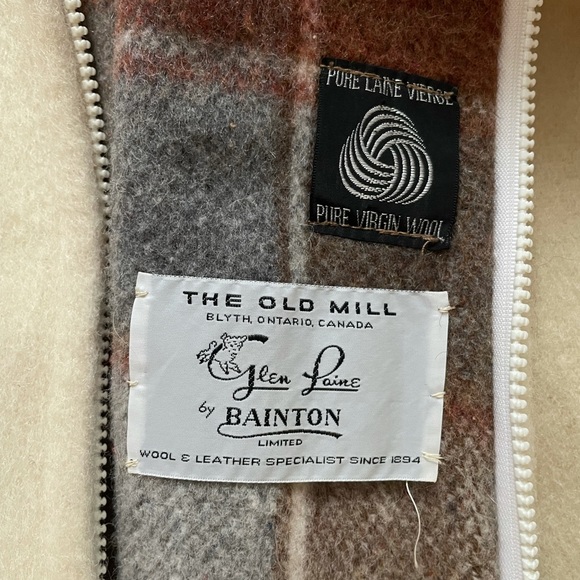 PURE LAINE VIERGE
PURE VIRGIN WOOL
THE OLD MILL
BLYTH, ONTARIO, CANADA
Glen Laine
by BAINTON
LIMITED
WOOL & LEATHER SPECIALIST SINCE 1894